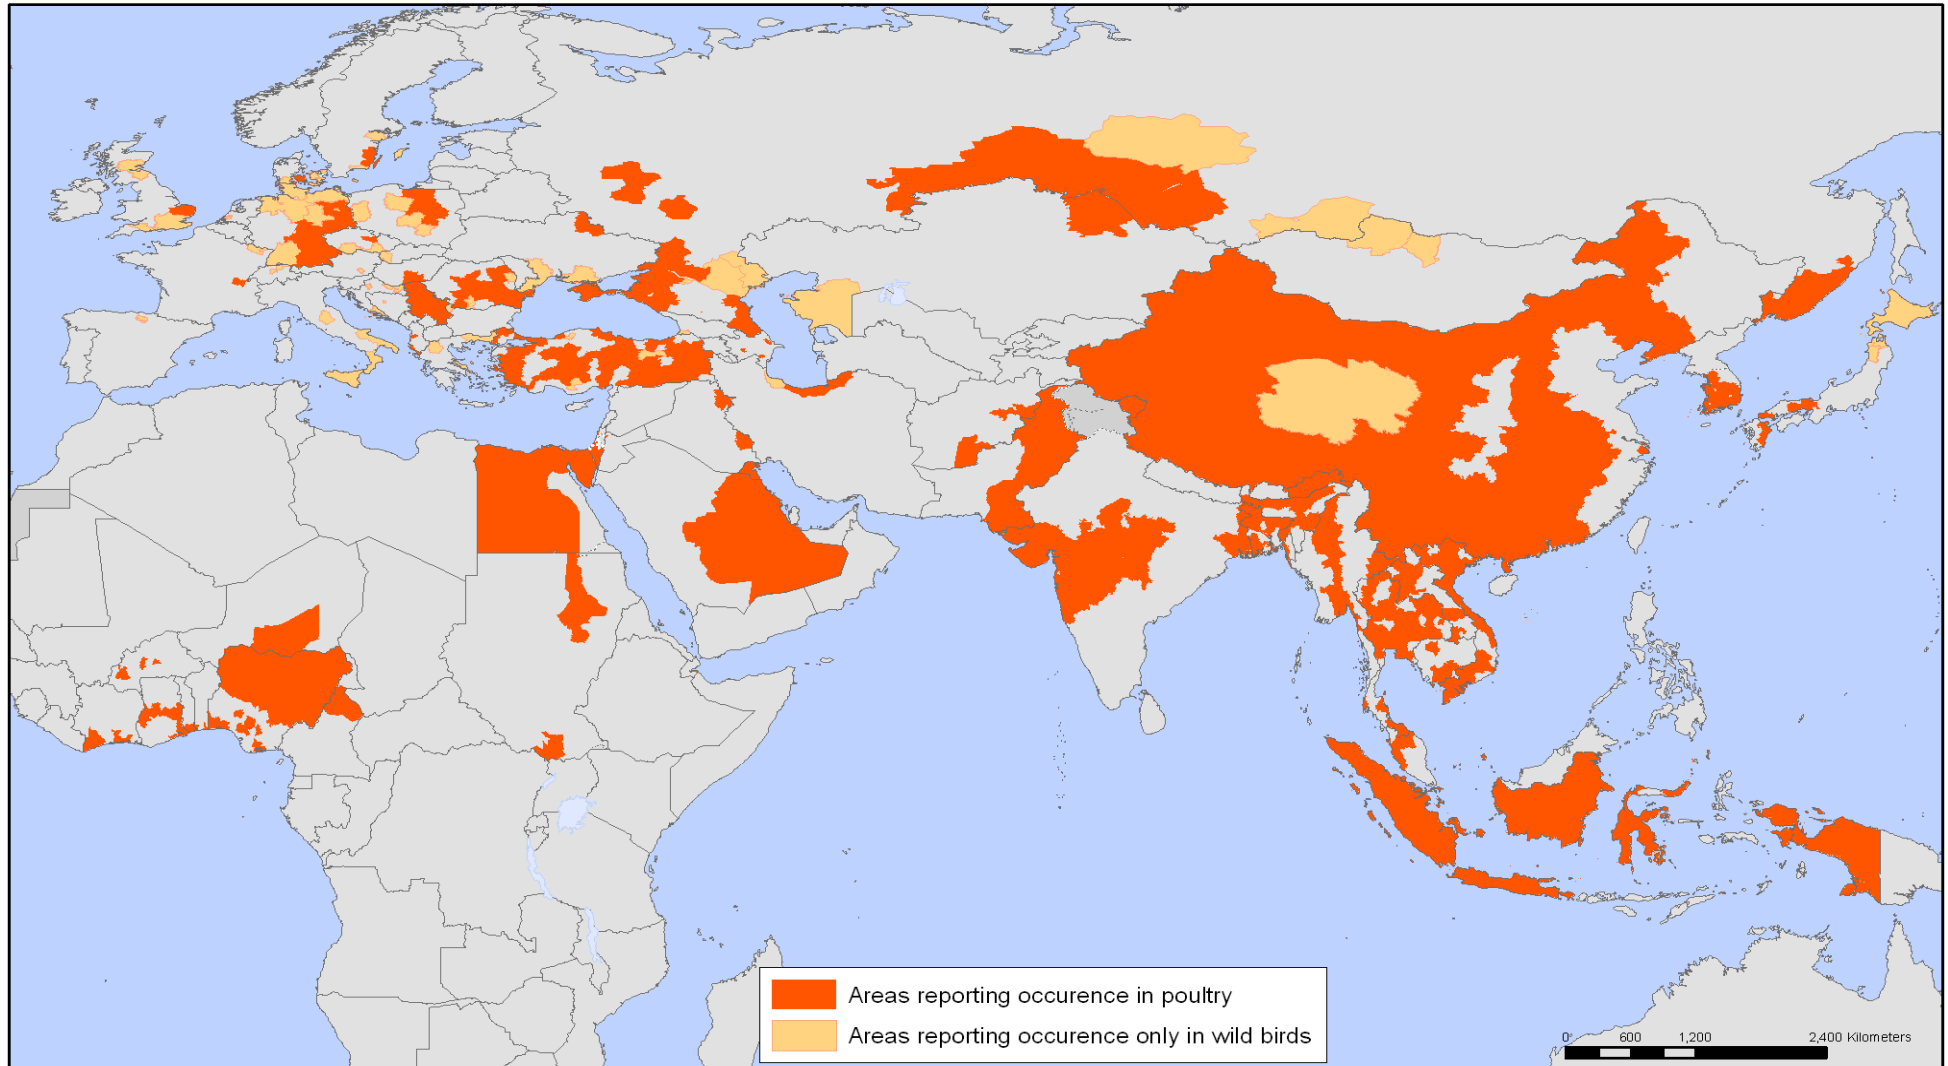 Areas reporting occurence in poultry
Areas reporting occurence only in wild birds
0 600 1,200 2,400 Kilometers